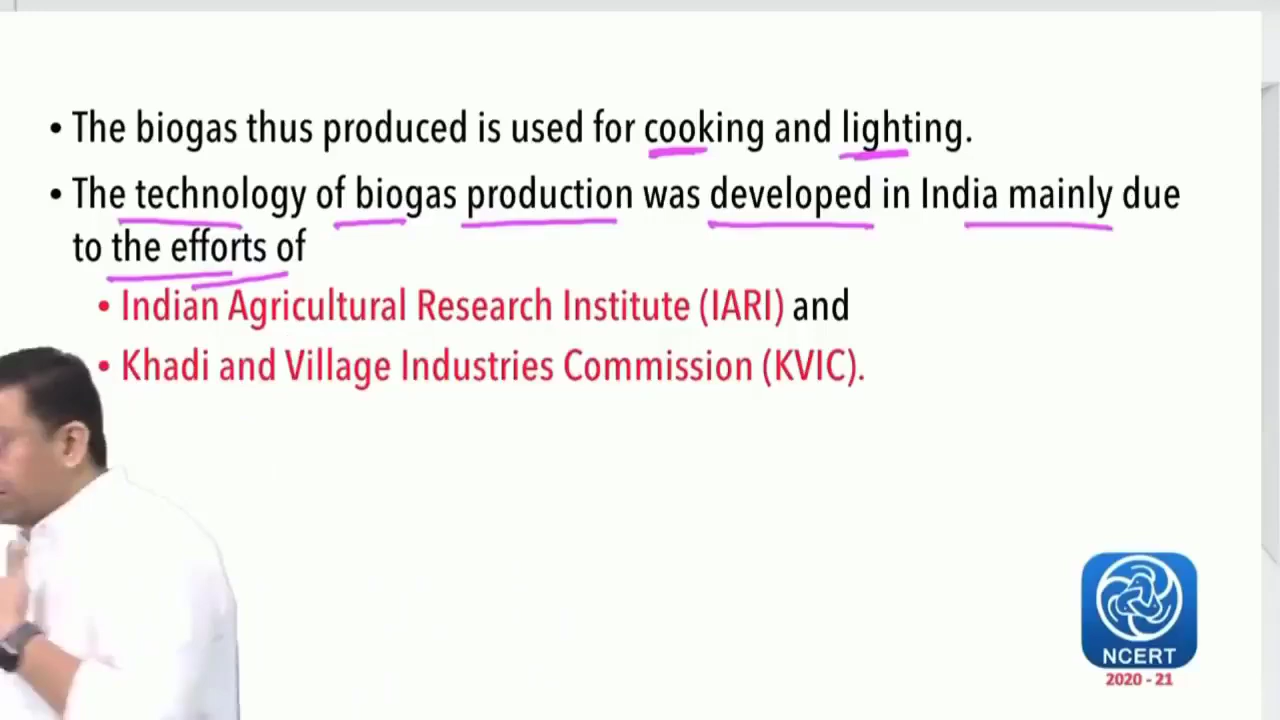 • The biogas thus produced is used for cooking and lighting.
• The technology of biogas production was developed in India mainly due
to the efforts of
• Indian Agricultural Research Institute (IARI) and
• Khadi and Village Industries Commission (KVIC).
NCERT
2020 - 21